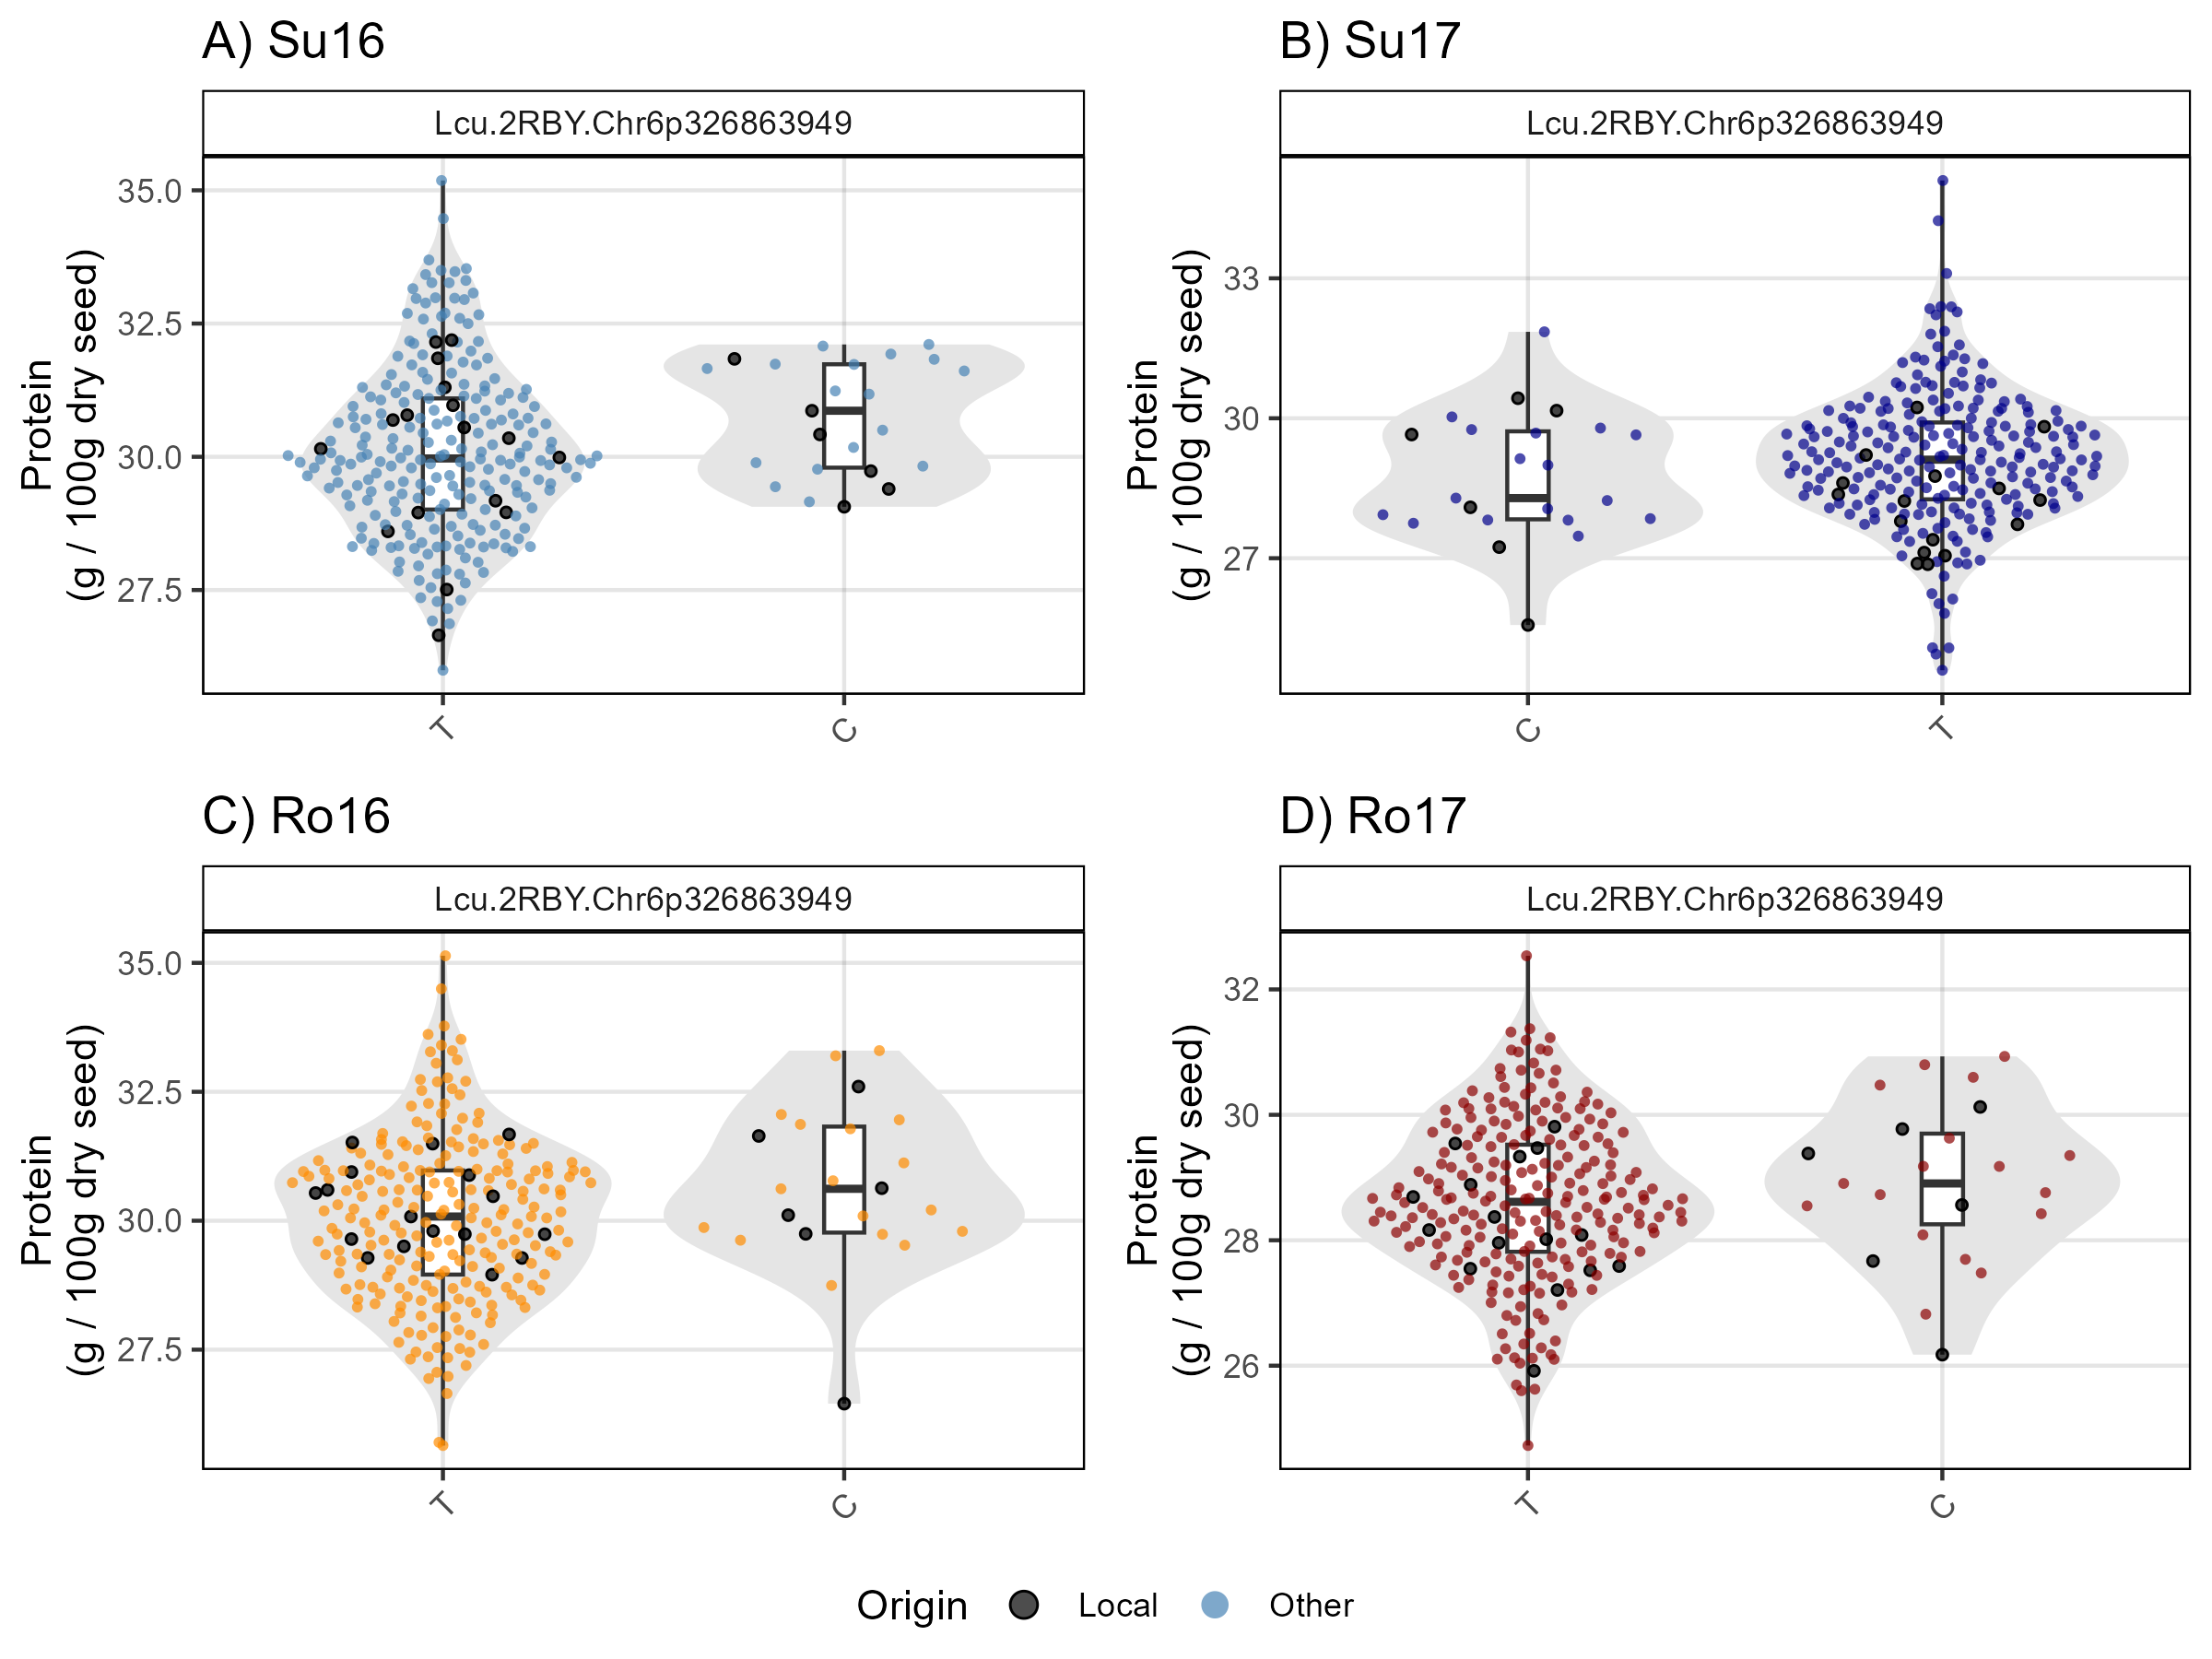 A) Su16
Lcu.2RBY.Chr6p326863949
Protein
(g / 100g dry seed)
35.0
32.5
30.0
27.5
T
C
B) Su17
Lcu.2RBY.Chr6p326863949
Protein
(g / 100g dry seed)
33
30
27
C
T
C) Ro16
Lcu.2RBY.Chr6p326863949
Protein
(g / 100g dry seed)
35.0
32.5
30.0
27.5
T
C
D) Ro17
Lcu.2RBY.Chr6p326863949
Protein
(g / 100g dry seed)
32
30
28
26
T
C
Origin Local Other